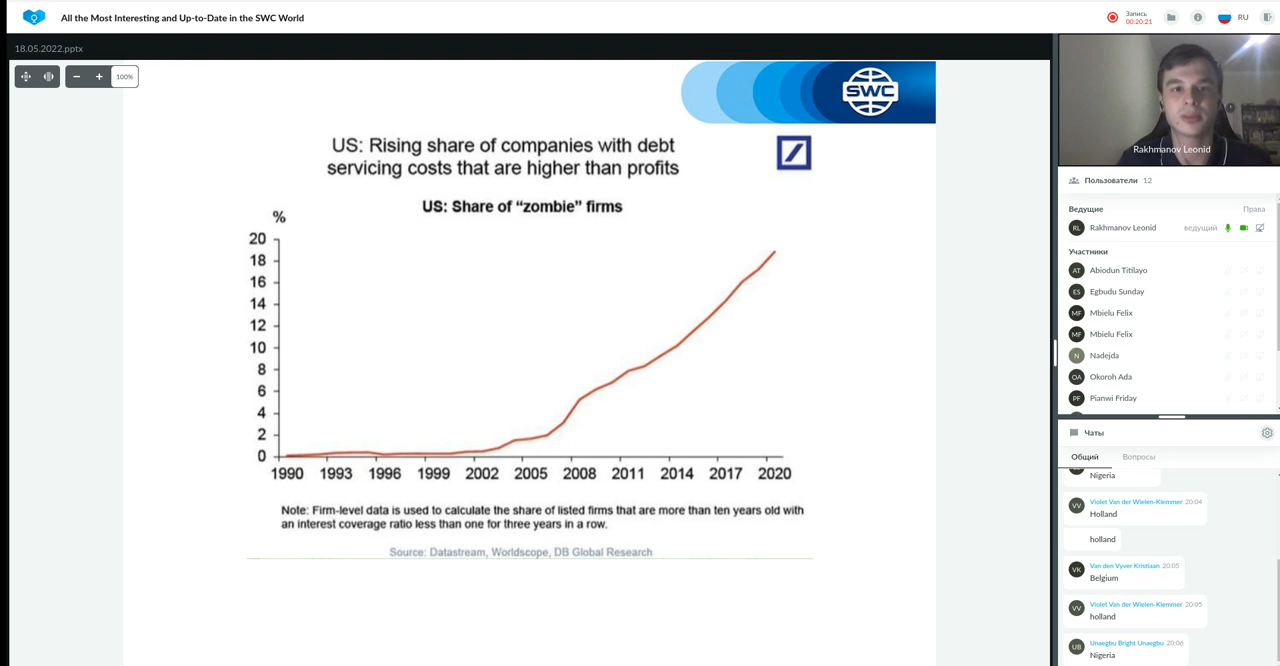 All the Most Interesting and Up-to-Date in the SWC World
Запись
00:20:21
RU
18.05.2022.pptx
100%
SWC
US: Rising share of companies with debt
servicing costs that are higher than profits
US: Share of “zombie” firms
%
20
18
16
14
12
10
8
6
4
2
0
1990 1993 1996 1999 2002 2005 2008 2011 2014 2017 2020
Note: Firm-level data is used to calculate the share of listed firms that are more than ten years old with
an interest coverage ratio less than one for three years in a row.
Source: Datastream, Worldscope, DB Global Research
Rakhmanov Leonid
Пользователи 12
Ведущие Права
RL Rakhmanov Leonid ведущий
Участники
AT Abiodun Titilayo
ES Egbudu Sunday
MF Mbielu Felix
MF Mbielu Felix
N Nadejda
OA Okoroh Ada
PF Pianwi Friday
Чаты
Общий Вопросы
Nigeria
VV Violet Van der Wielen-Klemmer 20:04
Holland
holland
VK Van den Vyver Kristiaan 20:05
Belgium
VV Violet Van der Wielen-Klemmer 20:05
holland
UB Unaegbu Bright Unaegbu 20:06
Nigeria